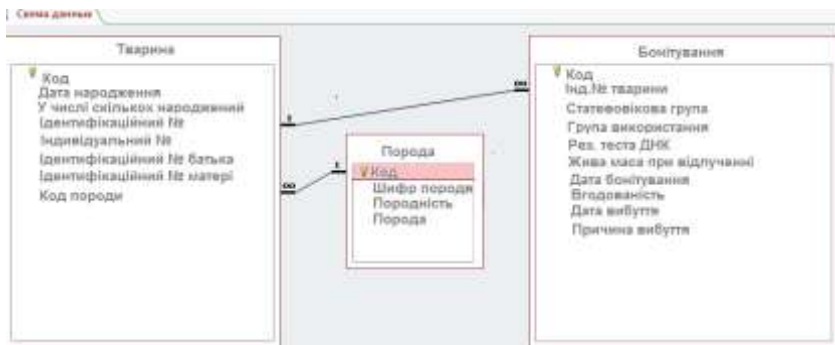 Схема данных
Тварина
Код
Дата народження
У числі скількох народжений
Ідентифікаційний №
Індивідуальний №
Ідентифікаційний № батька
Ідентифікаційний № матері
Код породи
1
∞
Порода
1
Код
Шифр породи
Породність
Порода
Бонітування
∞
Код
Інд.№ тварини
Статевовікова група
Група використання
Рез. теста ДНК
Жива маса при відлученні
Дата бонітування
Вгодованість
Дата вибуття
Причина вибуття